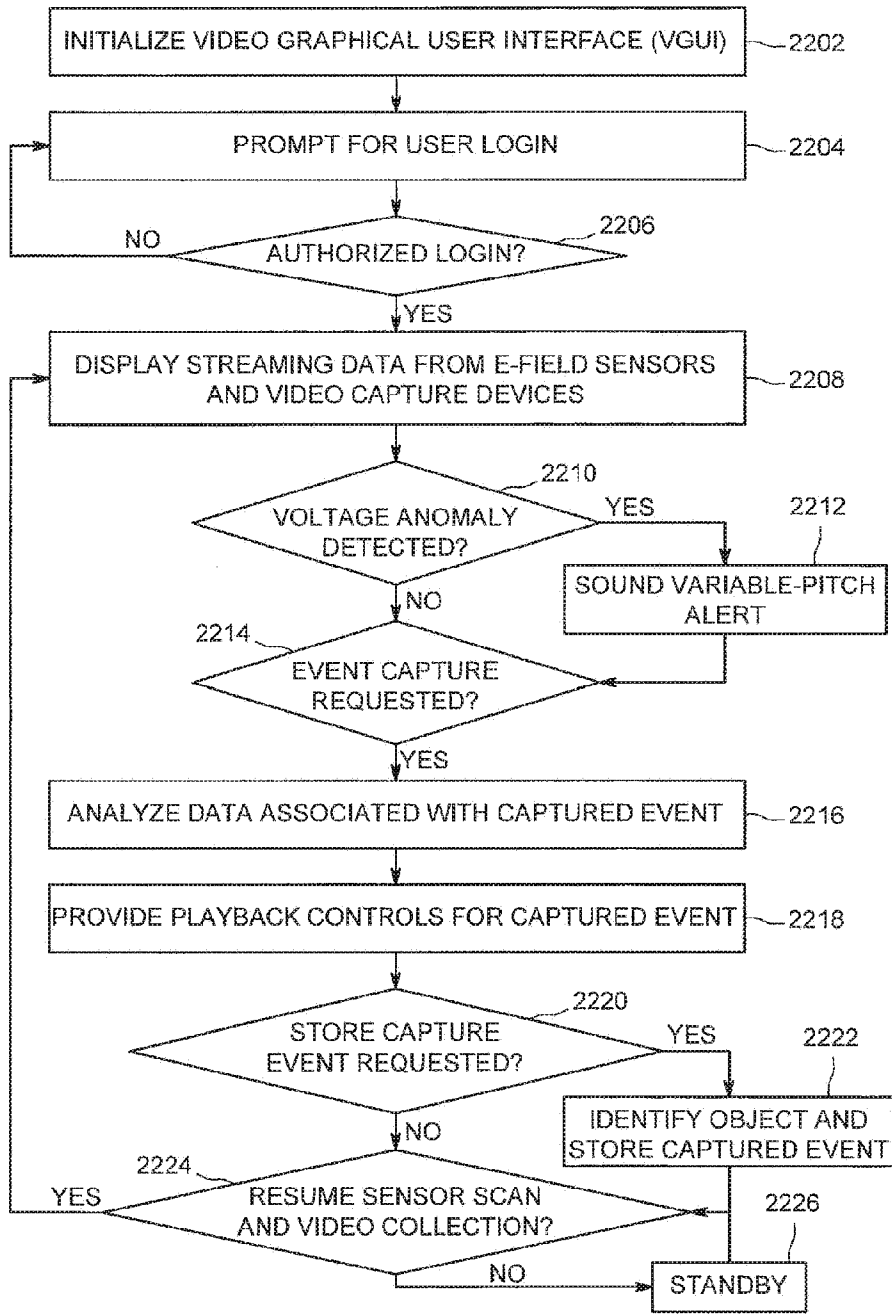 INITIALIZE VIDEO GRAPHICAL USER INTERFACE (VGUI)
2202
PROMPT FOR USER LOGIN
2204
2206
NO
AUTHORIZED LOGIN?
YES
DISPLAY STREAMING DATA FROM E-FIELD SENSORS
AND VIDEO CAPTURE DEVICES
2208
2210
YES
VOLTAGE ANOMALY
DETECTED?
2212
SOUND VARIABLE-PITCH
ALERT
NO
2214
EVENT CAPTURE
REQUESTED?
YES
ANALYZE DATA ASSOCIATED WITH CAPTURED EVENT
2216
PROVIDE PLAYBACK CONTROLS FOR CAPTURED EVENT
2218
2220
STORE CAPTURE
EVENT REQUESTED?
YES
2222
IDENTIFY OBJECT AND
STORE CAPTURED EVENT
NO
2224
YES
RESUME SENSOR SCAN
AND VIDEO COLLECTION?
2226
NO
STANDBY